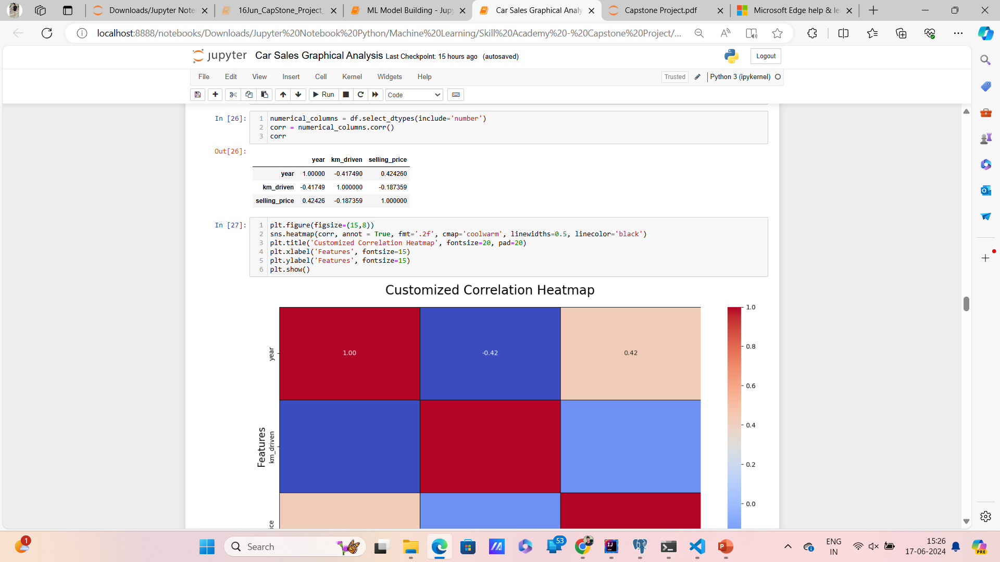 Downloads/Jupyter Note
16Jun_CapStone_Project_
ML Model Building - Jupy
Car Sales Graphical Analy
Capstone Project.pdf
Microsoft Edge help & le
localhost:8888/notebooks/Downloads/Jupyter%20Notebook%20Python/Machine%20Learning/Skill%20Academy%20-%20Capstone%20Project/...
jupyter Car Sales Graphical Analysis Last Checkpoint: 15 hours ago (autosaved)
Logout
File Edit View Insert Cell Kernel Widgets Help
Trusted
Python 3 (ipykernel)
Run
Code
In [26]:
1 numerical_columns = df.select_dtypes(include='number')
2 corr = numerical_columns.corr()
3 corr
Out[26]:
year km_driven selling_price
year 1.00000 -0.417490 0.424260
km_driven -0.41749 1.000000 -0.187359
selling_price 0.42426 -0.187359 1.000000
In [27]:
1 plt.figure(figsize=(15,8))
2 sns.heatmap(corr, annot = True, fmt='.2f', cmap='coolwarm', linewidths=0.5, linecolor='black')
3 plt.title('Customized Correlation Heatmap', fontsize=20, pad=20)
4 plt.xlabel('Features', fontsize=15)
5 plt.ylabel('Features', fontsize=15)
6 plt.show()
Customized Correlation Heatmap
year
1.00
-0.42
0.42
Features
km_driven
ice
1.0
0.8
0.6
0.4
0.2
0.0
1
Search
53
IJ
P
ENG
IN
15:26
17-06-2024
PRE